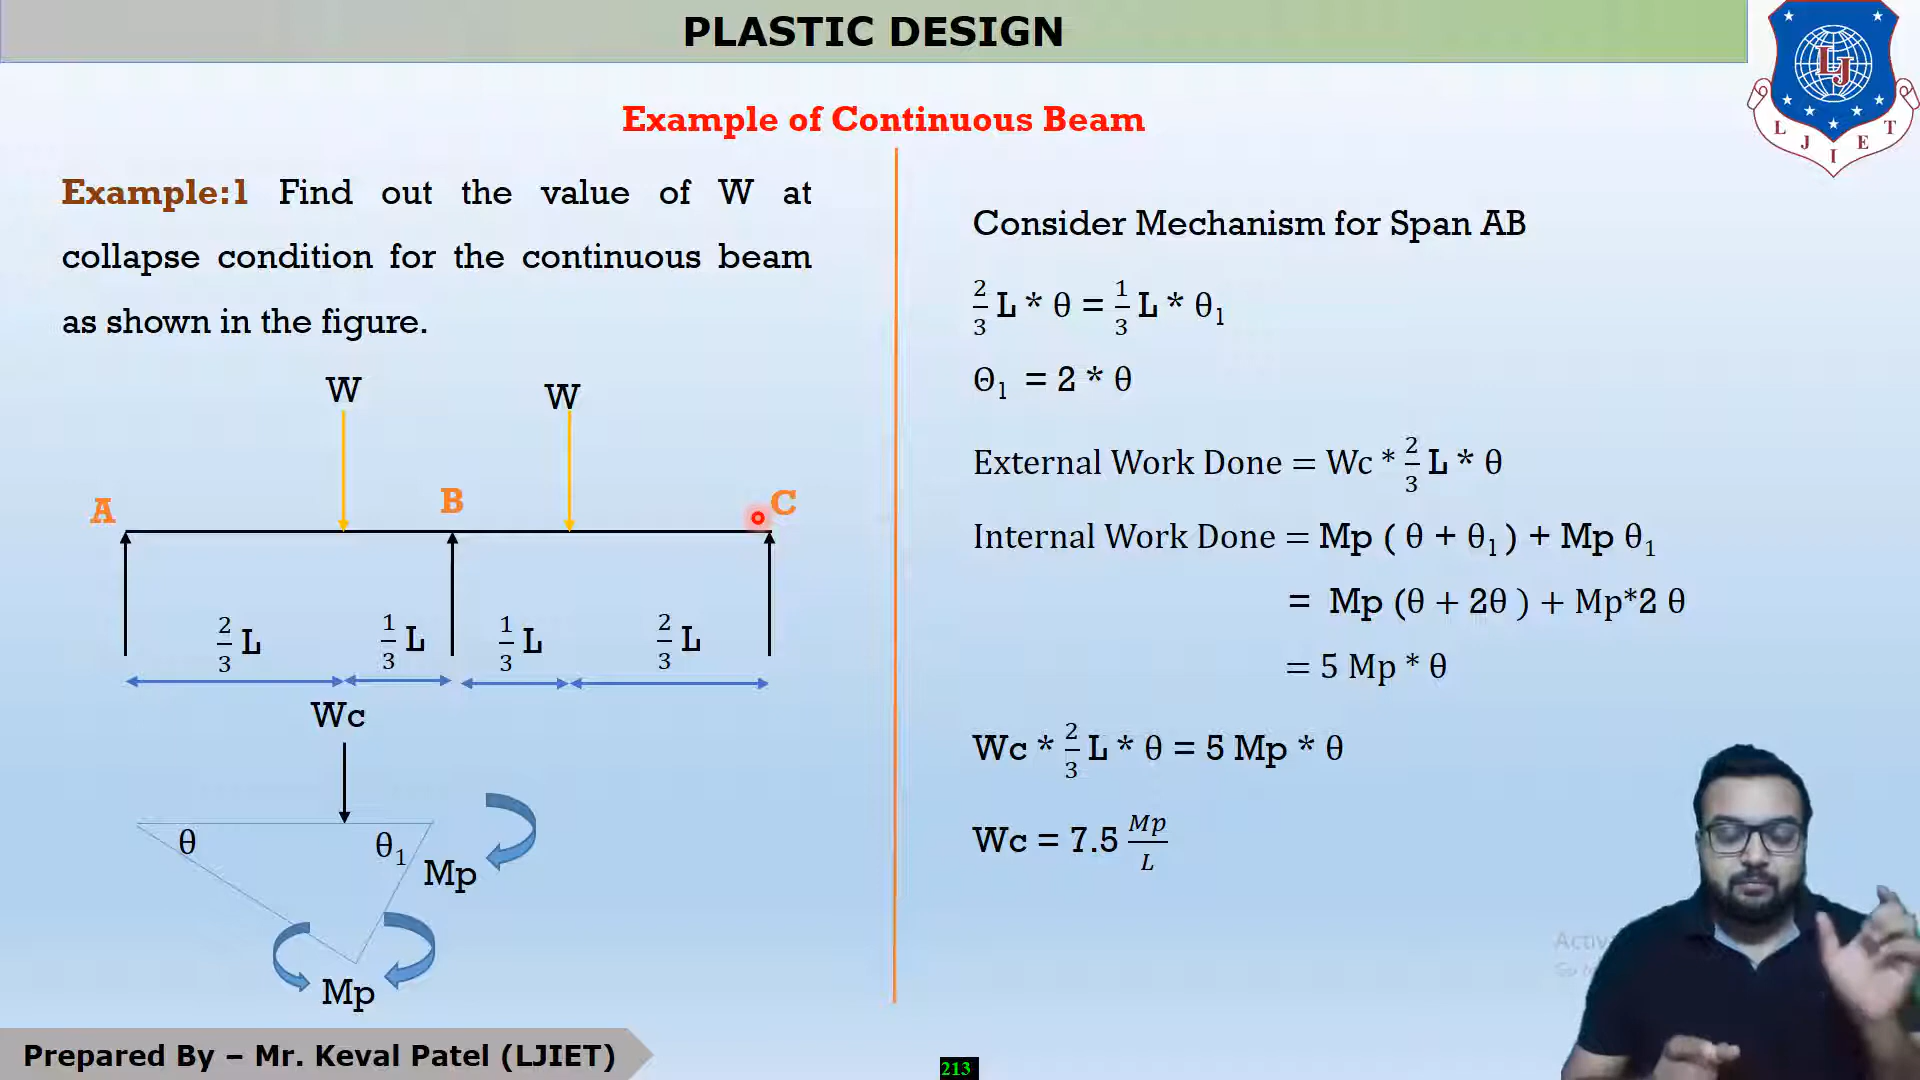 PLASTIC DESIGN
LJ
L J I E T
Example of Continuous Beam
Example:1 Find out the value of W at
collapse condition for the continuous beam
as shown in the figure.
W W
A B C
2/3 L 1/3 L 1/3 L 2/3 L
Wc
θ θ₁
Mp
Mp
Consider Mechanism for Span AB
2/3 L * θ = 1/3 L * θ₁
Θ₁ = 2 * θ
External Work Done = Wc * 2/3 L * θ
Internal Work Done = Mp ( θ + θ₁ ) + Mp θ₁
= Mp (θ + 2θ ) + Mp*2 θ
= 5 Mp * θ
Wc * 2/3 L * θ = 5 Mp * θ
Wc = 7.5 Mp/L
Prepared By – Mr. Keval Patel (LJIET)
213